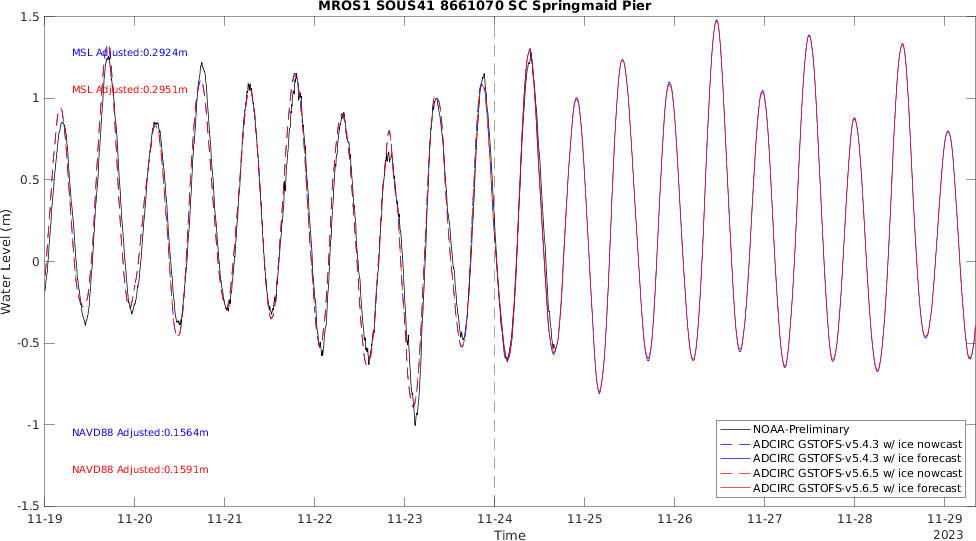 MROS1 SOUS41 8661070 SC Springmaid Pier
1.5
1
0.5
0
-0.5
-1
-1.5
Water Level (m)
MSL Adjusted:0.2924m
MSL Adjusted:0.2951m
NAVD88 Adjusted:0.1564m
NAVD88 Adjusted:0.1591m
NOAA-Preliminary
ADCIRC GSTOFS-v5.4.3 w/ ice nowcast
ADCIRC GSTOFS-v5.4.3 w/ ice forecast
ADCIRC GSTOFS-v5.6.5 w/ ice nowcast
ADCIRC GSTOFS-v5.6.5 w/ ice forecast
11-19 11-20 11-21 11-22 11-23 11-24 11-25 11-26 11-27 11-28 11-29
2023
Time